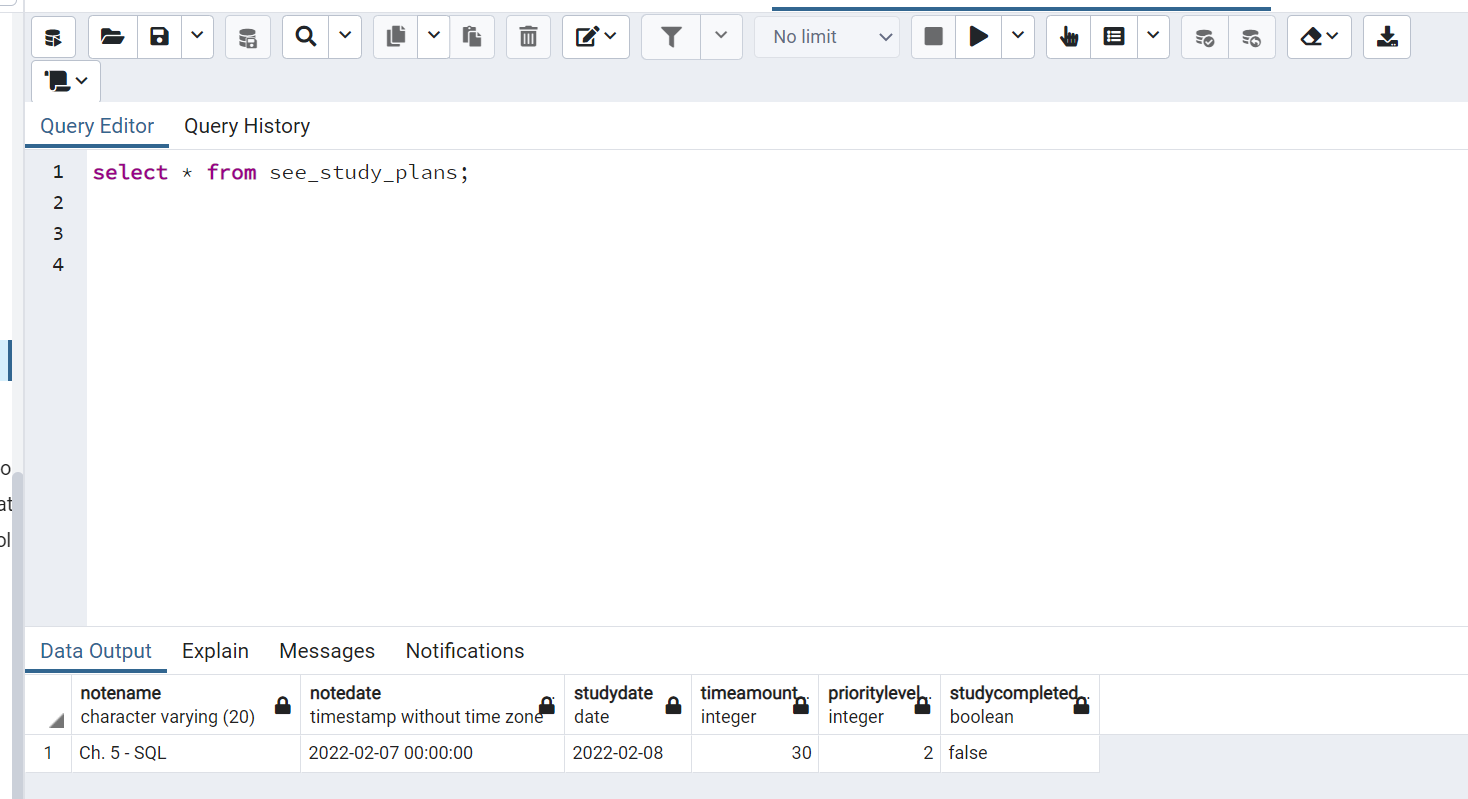 No limit
Query Editor Query History
1 select * from see_study_plans;
2
3
4
Data Output Explain Messages Notifications
notename notedate studydate timeamount prioritylevel studycompleted
character varying (20) timestamp without time zone date integer integer boolean
1 Ch. 5 - SQL 2022-02-07 00:00:00 2022-02-08 30 2 false